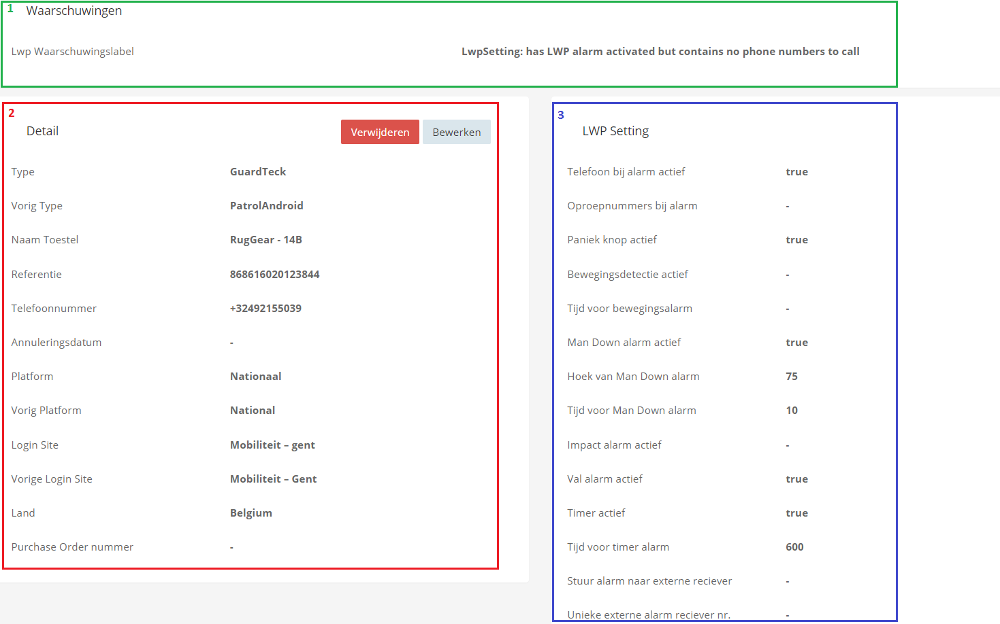 1 Waarschuwingen
Lwp Waarschuwingslabel LwpSetting: has LWP alarm activated but contains no phone numbers to call
2
Detail Verwijderen Bewerken
Type GuardTeck
Vorig Type PatrolAndroid
Naam Toestel RugGear - 14B
Referentie 868616020123844
Telefoonnummer +32492155039
Annuleringsdatum -
Platform Nationaal
Vorig Platform National
Login Site Mobiliteit – gent
Vorige Login Site Mobiliteit – Gent
Land Belgium
Purchase Order nummer -
3
LWP Setting
Telefoon bij alarm actief true
Oproepnummers bij alarm -
Paniek knop actief true
Bewegingsdetectie actief -
Tijd voor bewegingsalarm -
Man Down alarm actief true
Hoek van Man Down alarm 75
Tijd voor Man Down alarm 10
Impact alarm actief -
Val alarm actief true
Timer actief true
Tijd voor timer alarm 600
Stuur alarm naar externe reciever -
Unieke externe alarm reciever nr. -